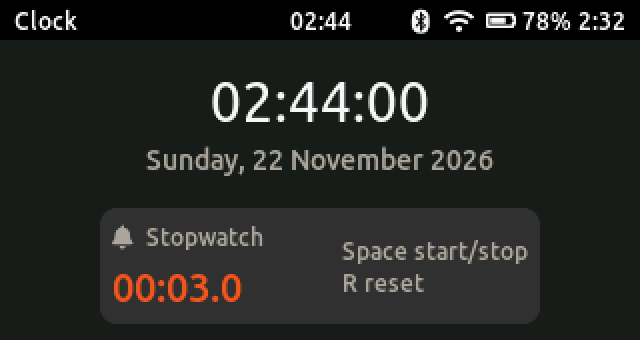 Clock 02:44 78% 2:32
02:44:00
Sunday, 22 November 2026
Stopwatch
00:03.0
Space start/stop
R reset